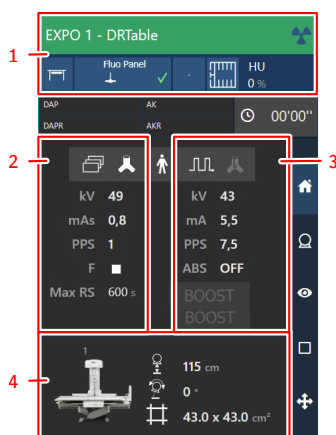 EXPO 1 - DRTable
1
Fluo Panel
-
HU
0 %
DAP AK
DAPR AKR
00'00''
2
3
kV 49
kV 43
mAs 0,8
mA 5,5
PPS 1
PPS 7,5
F
ABS OFF
Max RS 600 s
BOOST
BOOST
4
1
115 cm
0 °
43.0 x 43.0 cm²